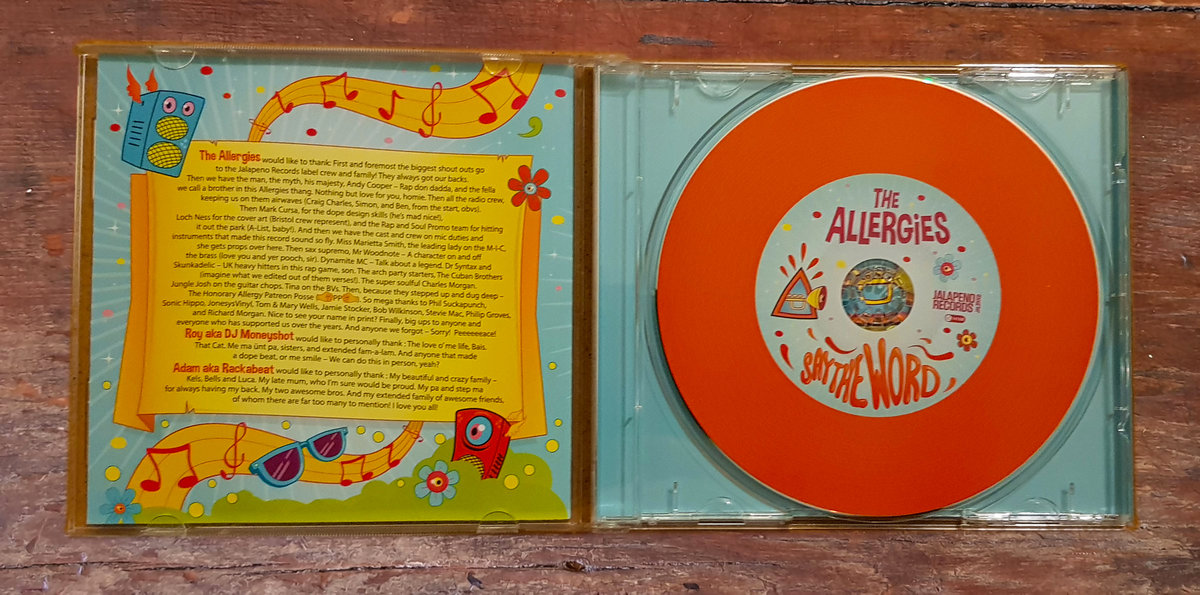 The Allergies would like to thank: First and foremost the biggest shout outs go
to the Jalapeno Records label crew and family! They always got our backs.
Then we have the man, the myth, his majesty, Andy Cooper – Rap don dadda, and the fella
we call a brother in this Allergies thang. Nothing but love for you, homie. Then all the radio crew,
keeping us on them airwaves (Craig Charles, Simon, and Ben, from the start, obvs).
Then Mark Cursa, for the dope design skills (he's mad nice!),
Loch Ness for the cover art (Bristol crew represent), and the Rap and Soul Promo team for hitting
it out the park (A-List, baby!). And then we have the cast and crew on mic duties and
instruments that made this record sound so fly. Miss Marietta Smith, the leading lady on the M-I-C,
she gets props over here. Then sax supremo, Mr Woodnote – A character on and off
the brass (love you and yer pooch, sir). Dynamite MC – Talk about a legend. Dr Syntax and
Skunkadelic – UK heavy hitters in this rap game, son. The arch party starters, The Cuban Brothers
(imagine what we edited out of them verses!). The super soulful Charles Morgan.
Jungle Josh on the guitar chops. Tina on the BVs. Then, because they stepped up and dug deep –
The Honorary Allergy Patreon Posse PP. So mega thanks to Phil Suckapunch,
Sonic Hippo, JonesysVinyl, Tom & Mary Wells, Jamie Stocker, Bob Wilkinson, Stevie Mac, Philip Groves,
and Richard Morgan. Nice to see your name in print? Finally, big ups to anyone and
everyone who has supported us over the years. And anyone we forgot – Sorry! Peeeeeeace!
Roy aka DJ Moneyshot would like to personally thank : The love o' me life, Bais.
That Cat. Me ma únt pa, sisters, and extended fam-a-lam. And anyone that made
a dope beat, or me smile – We can do this in person, yeah?
Adam aka Rackabeat would like to personally thank : My beautiful and crazy family –
Kels, Bells and Luca. My late mum, who I'm sure would be proud. My pa and step ma
for always having my back. My two awesome bros. And my extended family of awesome friends,
of whom there are far too many to mention! I love you all!
THE
ALLERGiES
JALAPENO
RECORDS
SAY THE WORD